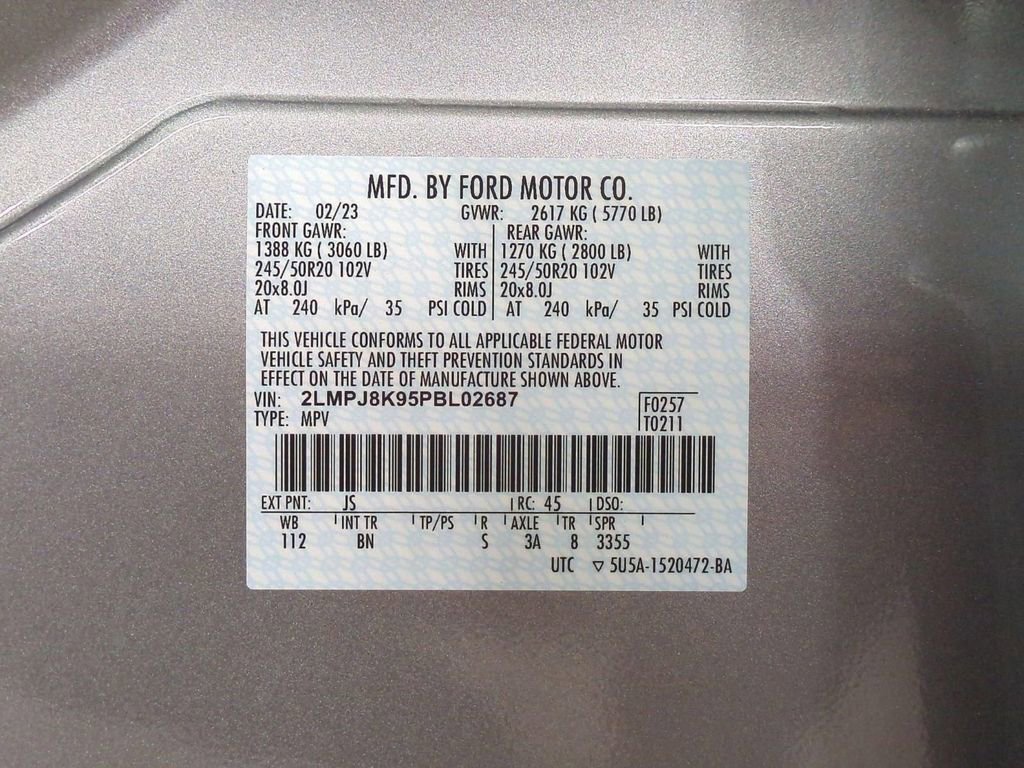 MFD. BY FORD MOTOR CO.
DATE: 02/23 GVWR: 2617 KG ( 5770 LB)
FRONT GAWR: REAR GAWR:
1388 KG ( 3060 LB) WITH 1270 KG ( 2800 LB) WITH
245/50R20 102V TIRES 245/50R20 102V TIRES
20x8.0J RIMS 20x8.0J RIMS
AT 240 kPa/ 35 PSI COLD AT 240 kPa/ 35 PSI COLD
THIS VEHICLE CONFORMS TO ALL APPLICABLE FEDERAL MOTOR
VEHICLE SAFETY AND THEFT PREVENTION STANDARDS IN
EFFECT ON THE DATE OF MANUFACTURE SHOWN ABOVE.
VIN: 2LMPJ8K95PBL02687 F0257
TYPE: MPV T0211
EXT PNT: JS RC: 45 DSO:
WB INT TR TP/PS R AXLE TR SPR
112 BN S 3A 8 3355
UTC ▽ 5U5A-1520472-BA